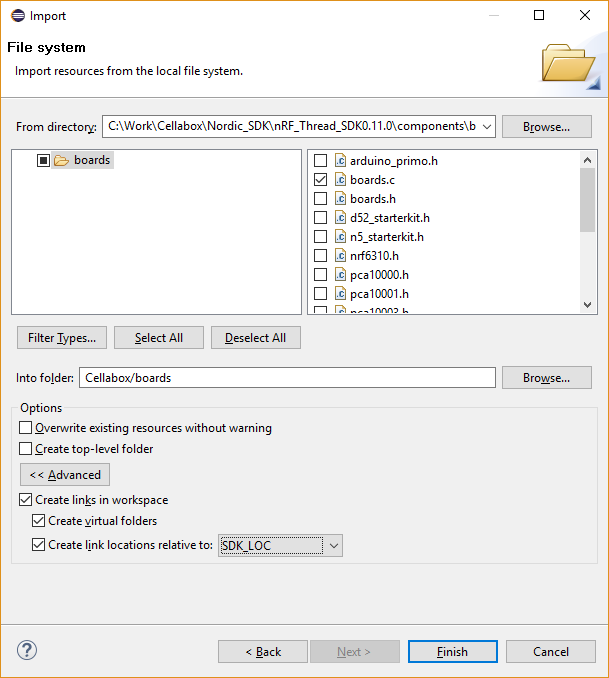 Import
File system
Import resources from the local file system.
From directory: C:\Work\Cellabox\Nordic_SDK\nRF_Thread_SDK0.11.0\components\b Browse...
boards
arduino_primo.h
boards.c
boards.h
d52_starterkit.h
n5_starterkit.h
nrf6310.h
pca10000.h
pca10001.h
pca10003.h
Filter Types... Select All Deselect All
Into folder: Cellabox/boards Browse...
Options
Overwrite existing resources without warning
Create top-level folder
<< Advanced
Create links in workspace
Create virtual folders
Create link locations relative to: SDK_LOC
? < Back Next > Finish Cancel